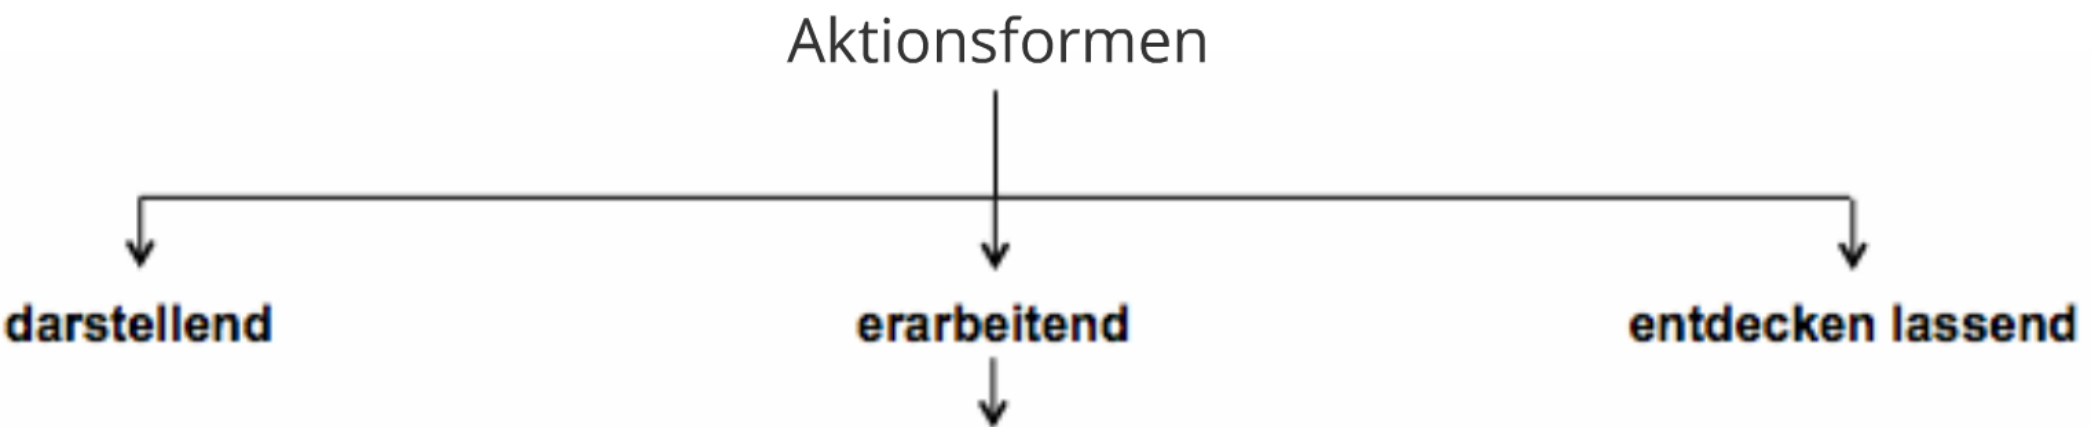 Aktionsformen
darstellend
erarbeitend
entdecken lassend